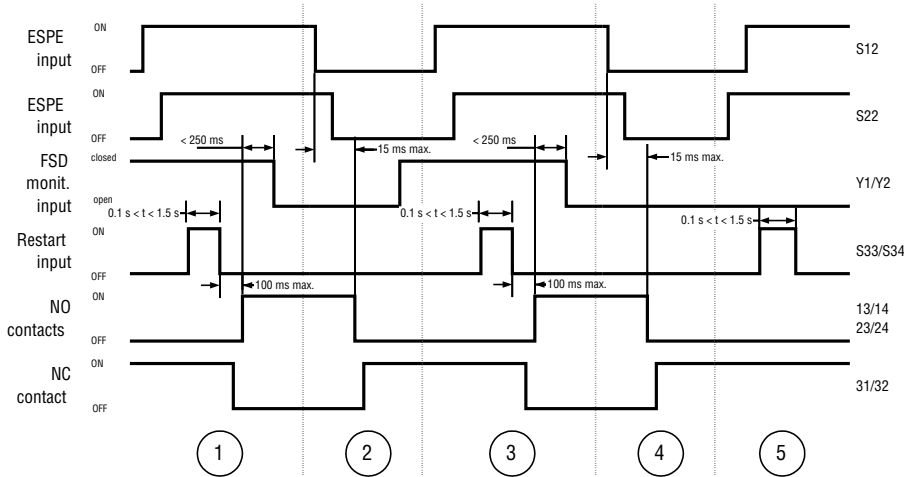 ESPE
input
ON
OFF
S12
ESPE
input
ON
OFF
S22
< 250 ms
15 ms max.
< 250 ms
15 ms max.
FSD
monit.
input
closed
open
Y1/Y2
0.1 s < t < 1.5 s
0.1 s < t < 1.5 s
0.1 s < t < 1.5 s
Restart
input
ON
OFF
S33/S34
100 ms max.
100 ms max.
NO
contacts
ON
OFF
13/14
23/24
NC
contact
ON
OFF
31/32
1
2
3
4
5